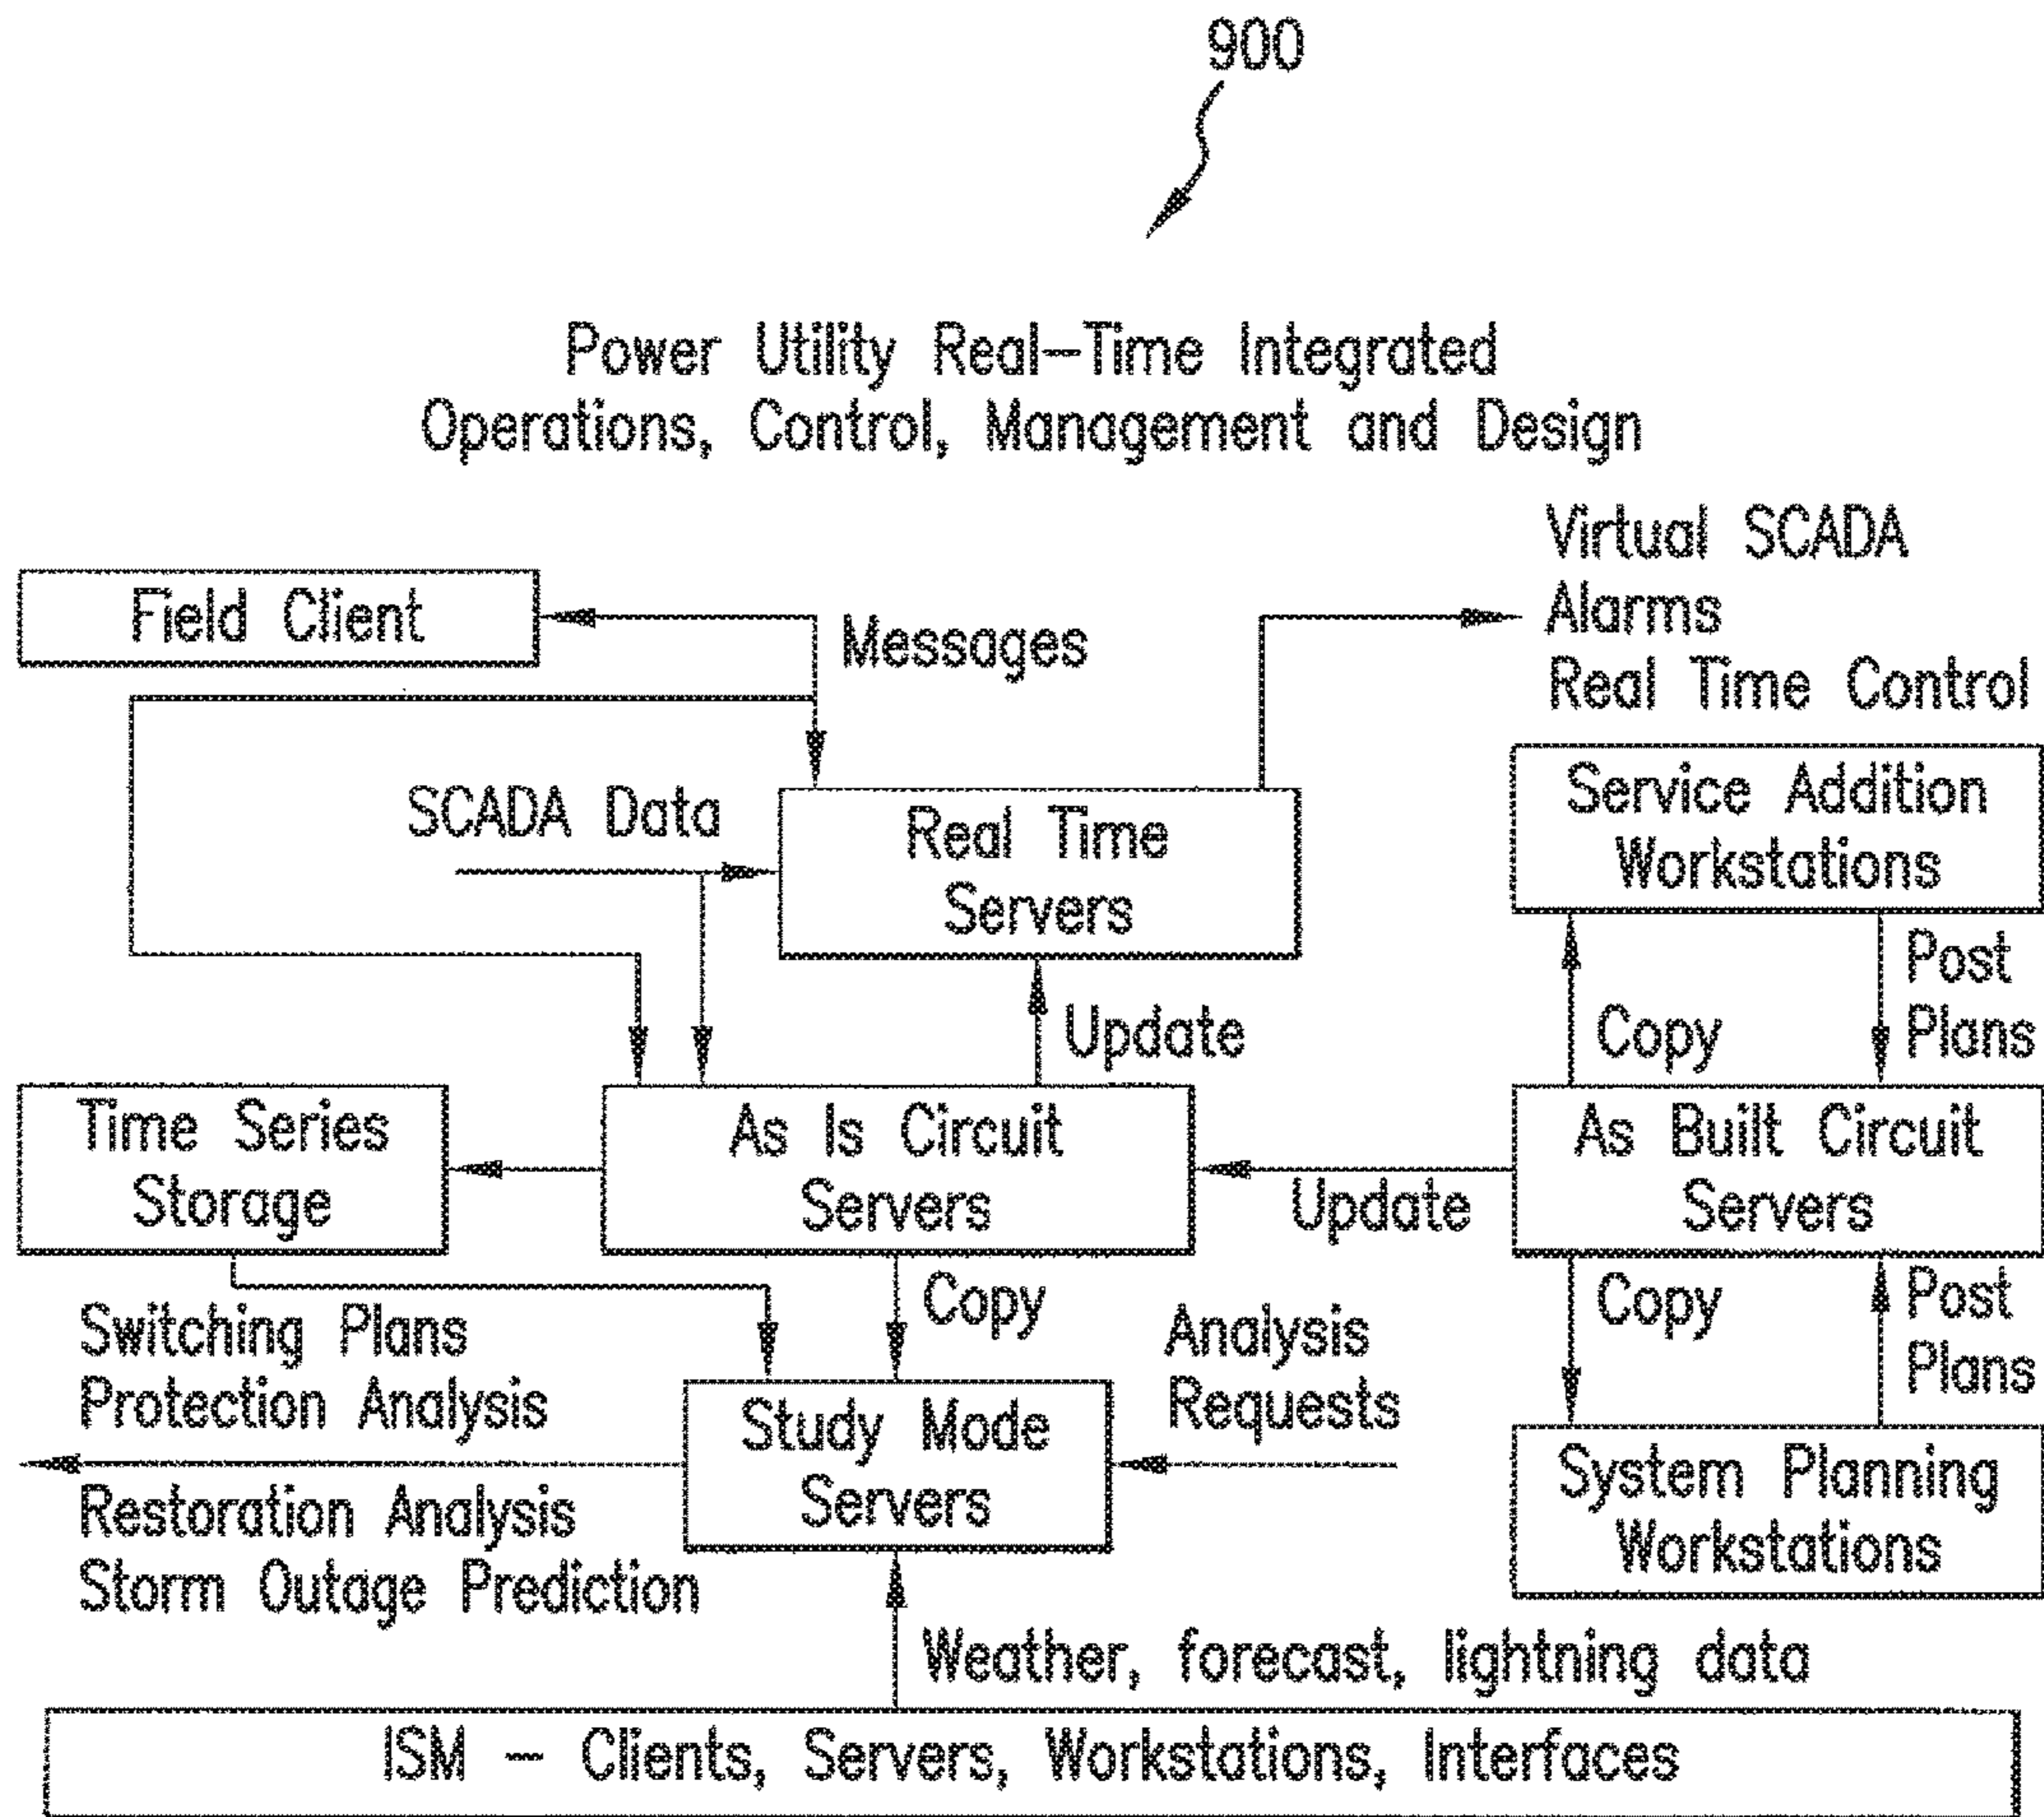 900
Power Utility Real-Time Integrated
Operations, Control, Management and Design
Virtual SCADA
Alarms
Real Time Control
Field Client
Messages
SCADA Data
Real Time
Servers
Service Addition
Workstations
Update
Copy
Post
Plans
Time Series
Storage
As Is Circuit
Servers
Update
As Built Circuit
Servers
Switching Plans
Protection Analysis
Restoration Analysis
Storm Outage Prediction
Copy
Study Mode
Servers
Analysis
Requests
Copy
Post
Plans
System Planning
Workstations
Weather, forecast, lightning data
ISM - Clients, Servers, Workstations, Interfaces